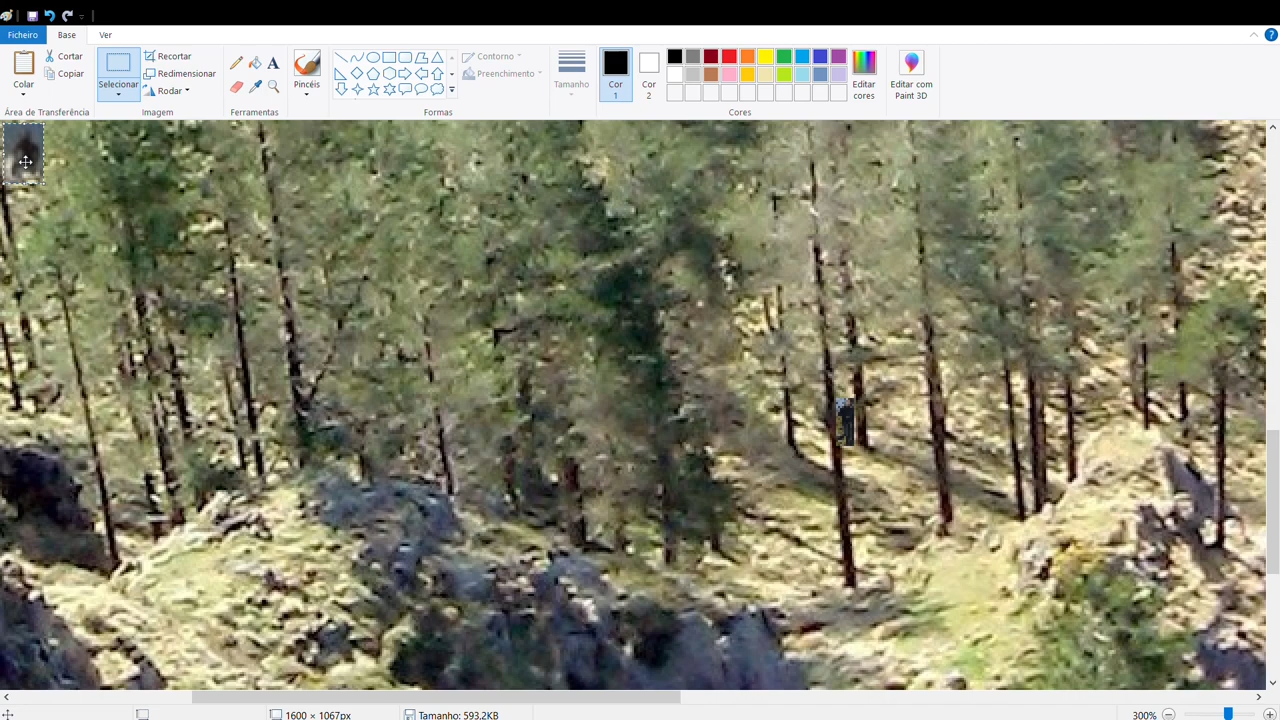 Ficheiro Base Ver
Colar
Cortar
Copiar
Área de Transferência
Selecionar
Recortar
Redimensionar
Rodar
Imagem
Ferramentas
Pincéis
Contorno
Preenchimento
Formas
Tamanho
Cor
1
Cor
2
Editar
cores
Cores
Editar com
Paint 3D
1600 × 1067px
Tamanho: 593,2KB
300%